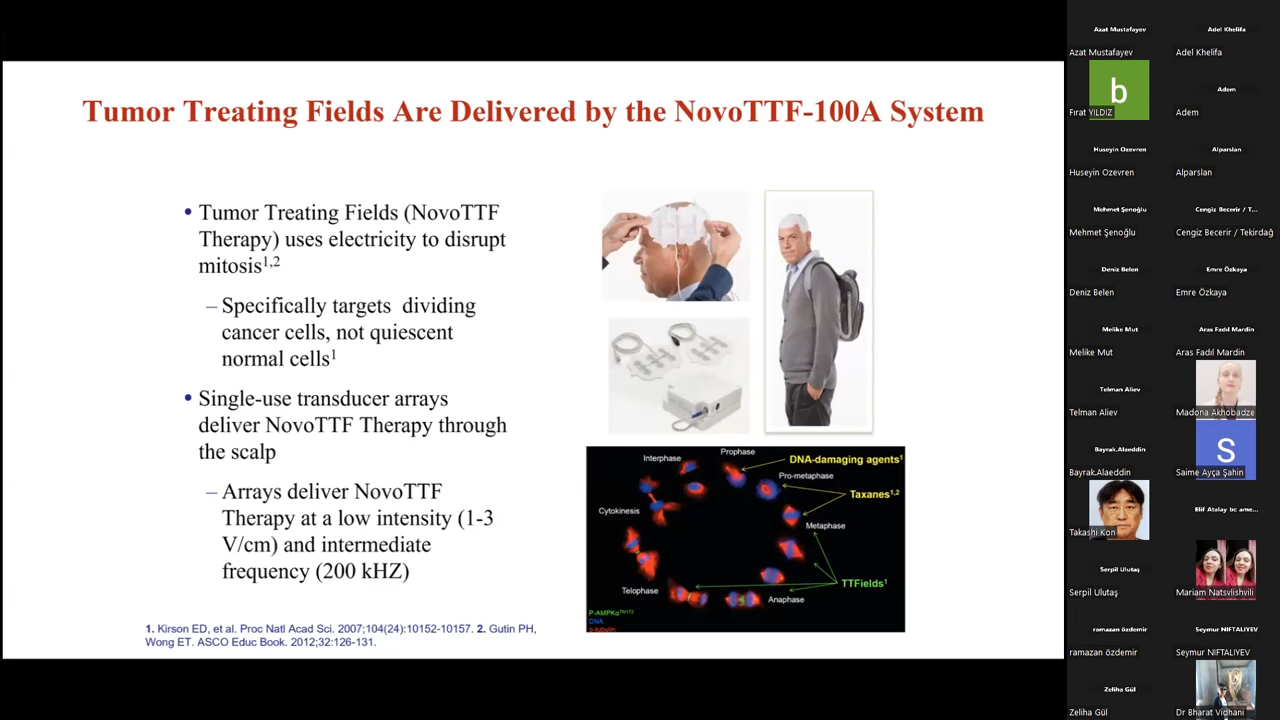 Tumor Treating Fields Are Delivered by the NovoTTF-100A System
• Tumor Treating Fields (NovoTTF
Therapy) uses electricity to disrupt
mitosis1,2
– Specifically targets dividing
cancer cells, not quiescent
normal cells1
• Single-use transducer arrays
deliver NovoTTF Therapy through
the scalp
– Arrays deliver NovoTTF
Therapy at a low intensity (1-3
V/cm) and intermediate
frequency (200 kHZ)
1. Kirson ED, et al. Proc Natl Acad Sci. 2007;104(24):10152-10157. 2. Gutin PH,
Wong ET. ASCO Educ Book. 2012;32:126-131.
Interphase
Prophase
DNA-damaging agents1
Pro-metaphase
Taxanes1,2
Cytokinesis
Metaphase
TTFields1
Telophase
Anaphase
P-AMPKαThr172
DNA
α-tubulin
Azat Mustafayev
Azat Mustafayev
Adel Khelifa
Adel Khelifa
b
Fırat YILDIZ
Adem
Adem
Huseyin Ozevren
Huseyin Ozevren
Alparslan
Alparslan
Mehmet Şenoğlu
Mehmet Şenoğlu
Cengiz Becerir / T...
Cengiz Becerir / Tekirdağ
Deniz Belen
Deniz Belen
Emre Özkaya
Emre Özkaya
Melike Mut
Melike Mut
Aras Fadıl Mardin
Aras Fadıl Mardin
Telman Aliev
Telman Aliev
Madona Akhobadze
Bayrak.Alaeddin
Bayrak.Alaeddin
S
Saime Ayça Şahin
Takashi Kon
Elif Atalay bc ame...
Serpil Ulutaş
Serpil Ulutaş
Mariam Natsvlishvili
ramazan özdemir
ramazan özdemir
Seymur NIFTALIYEV
Seymur NIFTALIYEV
Zeliha Gül
Zeliha Gül
Dr Bharat Vidhani